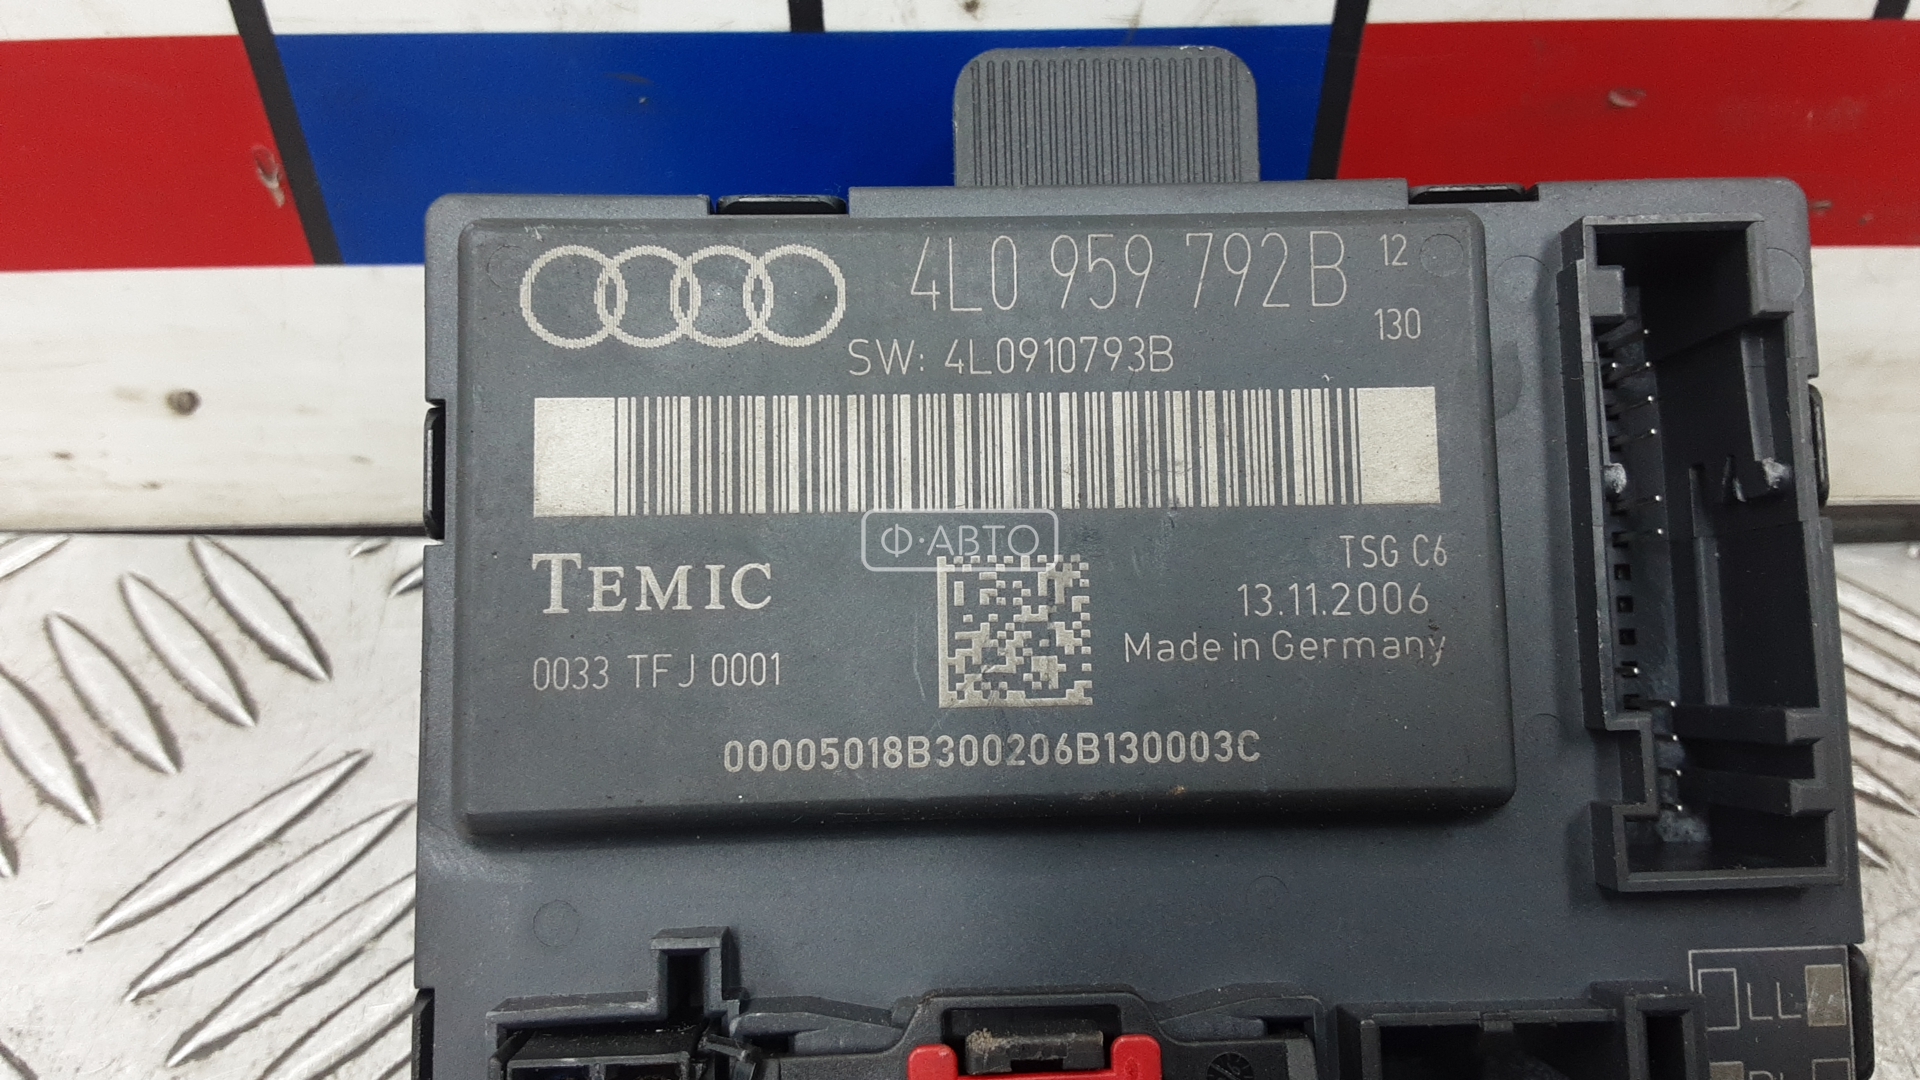 4L0 959 792B 12
130
SW: 4L0910793B
Ф·АВТО
TEMIC
TSG C6
13.11.2006
Made in Germany
0033 TFJ 0001
00005018B300206B130003C
LL